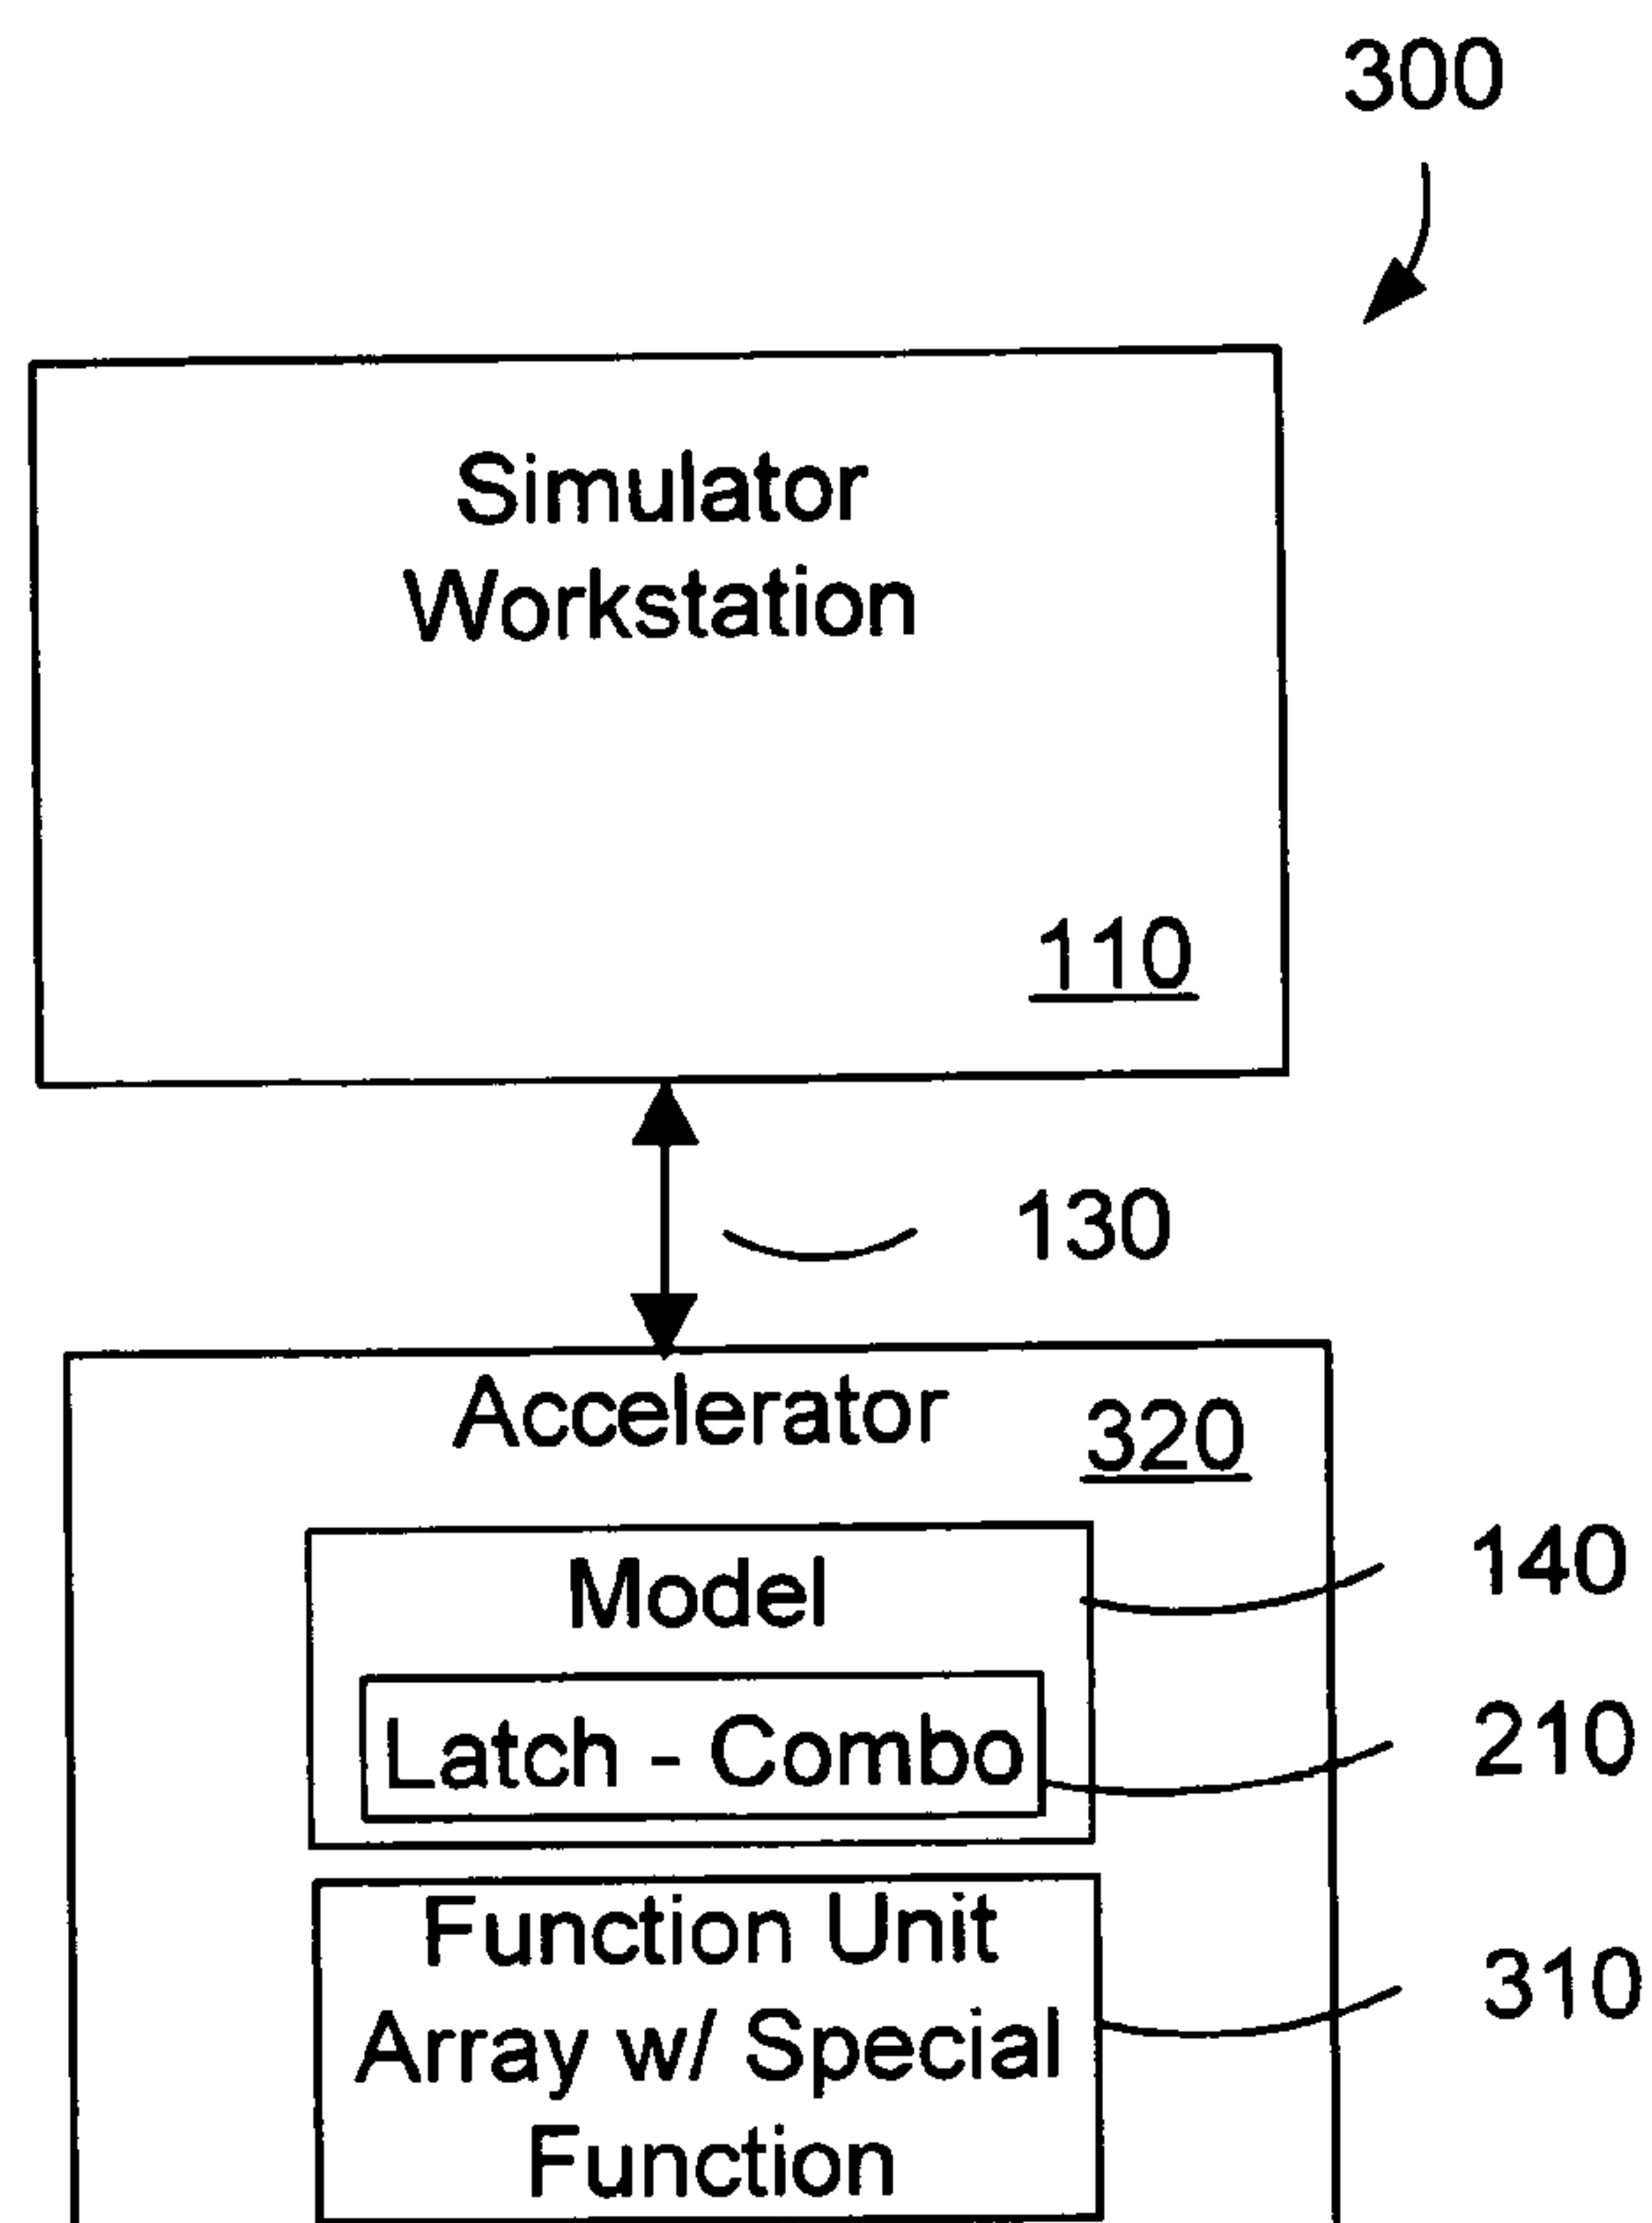 300
Simulator
Workstation
110
130
Accelerator
320
Model
140
Latch - Combo
210
Function Unit
Array w/ Special
Function
310